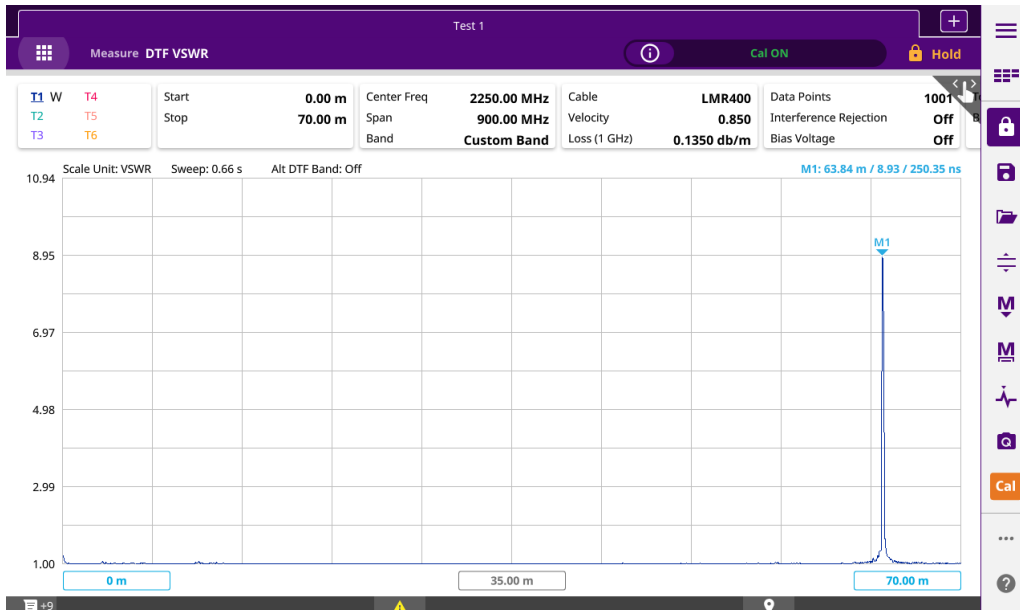 Test 1
+
Measure DTF VSWR
Cal ON
Hold
T1 W T4
T2 T5
T3 T6
Start 0.00 m
Stop 70.00 m
Center Freq 2250.00 MHz
Span 900.00 MHz
Band Custom Band
Cable LMR400
Velocity 0.850
Loss (1 GHz) 0.1350 db/m
Data Points 1001
Interference Rejection Off
Bias Voltage Off
Scale Unit: VSWR Sweep: 0.66 s Alt DTF Band: Off
M1: 63.84 m / 8.93 / 250.35 ns
10.94
M1
8.95
6.97
4.98
2.99
1.00
0 m 35.00 m 70.00 m
M
M
Q
Cal
?
+9